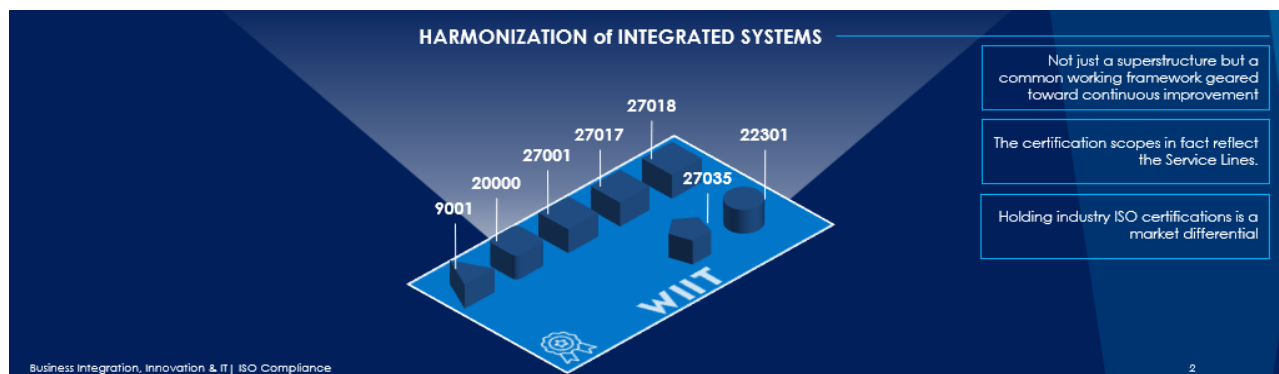 HARMONIZATION of INTEGRATED SYSTEMS
Not just a superstructure but a
common working framework geared
toward continuous improvement
The certification scopes in fact reflect
the Service Lines.
Holding industry ISO certifications is a
market differential
27018
27017
22301
27001
27035
20000
9001
WIIT
Business Integration, Innovation & IT| ISO Compliance
2